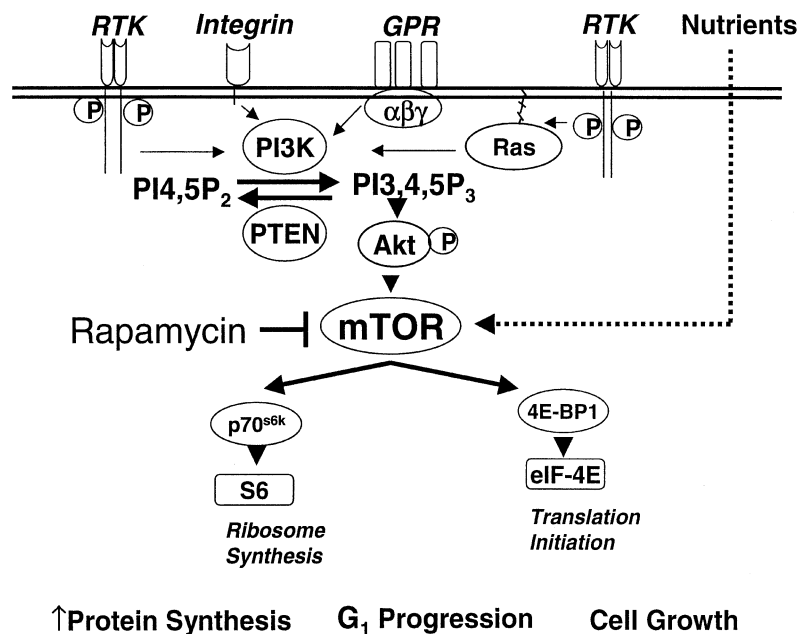 RTK Integrin GPR RTK Nutrients
P P αβγ P P
PI3K Ras
PI4,5P2 PI3,4,5P3
PTEN Akt P
Rapamycin mTOR
p70s6k 4E-BP1
S6 eIF-4E
Ribosome
Synthesis
Translation
Initiation
↑Protein Synthesis G1 Progression Cell Growth